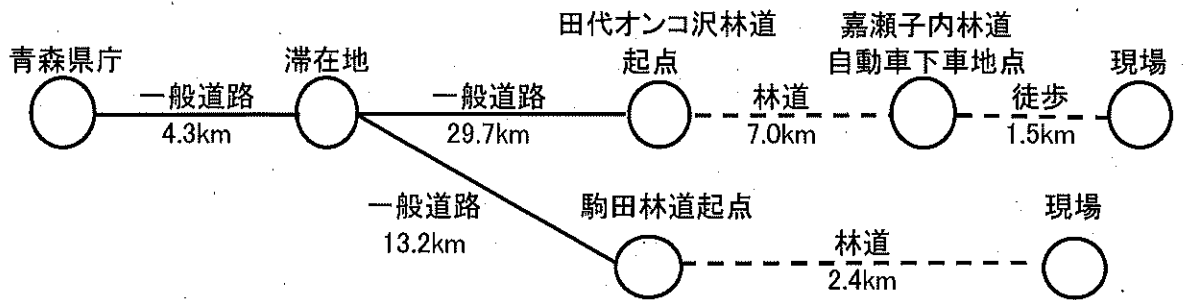 青森県庁
滞在地
田代オンコ沢林道
起点
嘉瀬子内林道
自動車下車地点
現場
一般道路
4.3km
一般道路
29.7km
林道
7.0km
徒歩
1.5km
一般道路
13.2km
駒田林道起点
林道
2.4km
現場